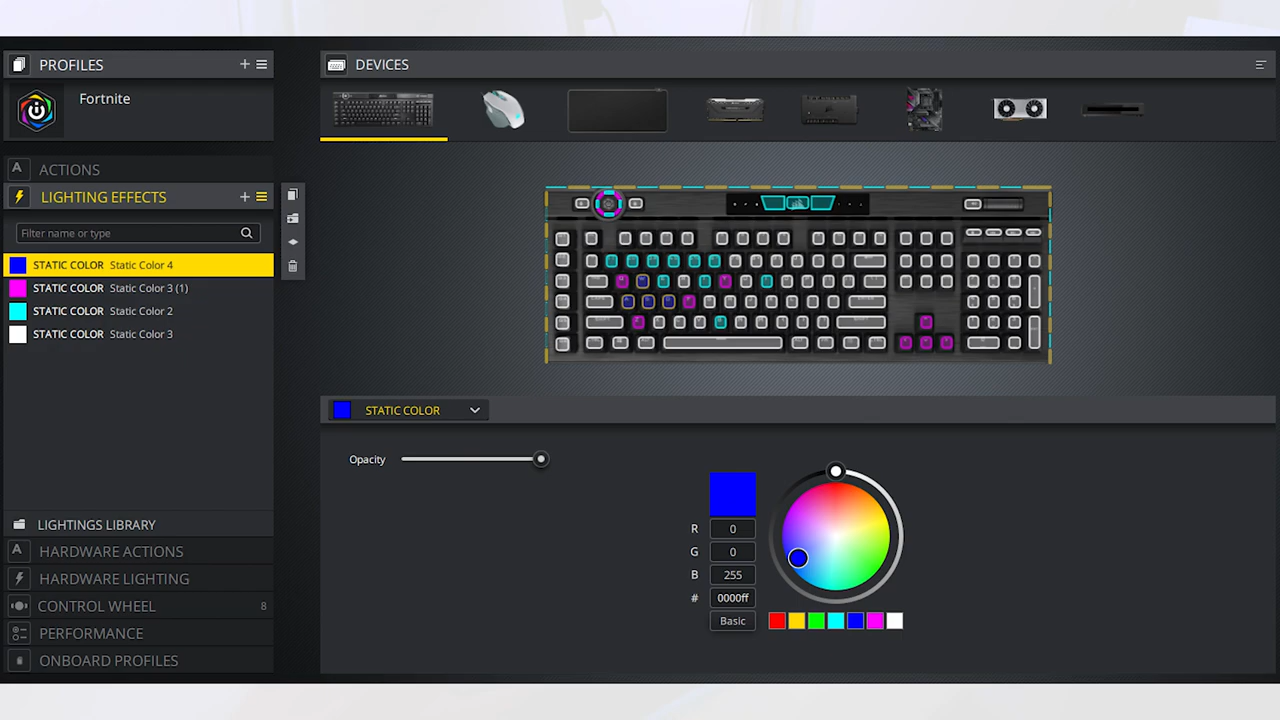 PROFILES
Fortnite
A ACTIONS
LIGHTING EFFECTS
Filter name or type
STATIC COLOR Static Color 4
STATIC COLOR Static Color 3 (1)
STATIC COLOR Static Color 2
STATIC COLOR Static Color 3
LIGHTINGS LIBRARY
A HARDWARE ACTIONS
HARDWARE LIGHTING
CONTROL WHEEL 8
PERFORMANCE
ONBOARD PROFILES
DEVICES
STATIC COLOR
Opacity
R 0
G 0
B 255
# 0000ff
Basic